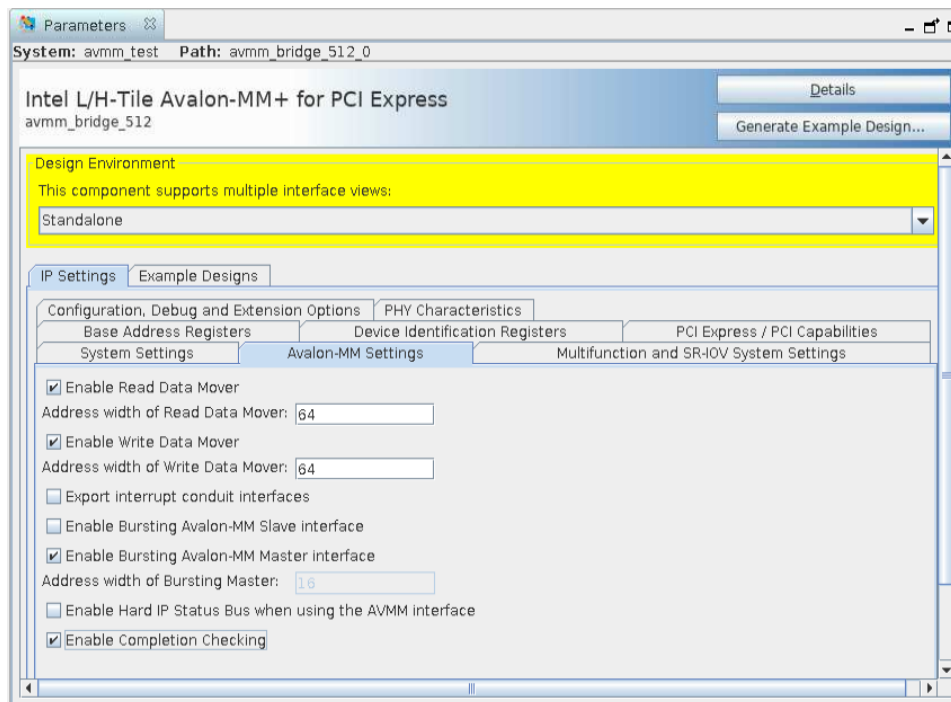 Parameters
System: avmm_test Path: avmm_bridge_512_0
Intel L/H-Tile Avalon-MM+ for PCI Express
avmm_bridge_512
Details
Generate Example Design...
Design Environment
This component supports multiple interface views:
Standalone
IP Settings Example Designs
Configuration, Debug and Extension Options PHY Characteristics
Base Address Registers Device Identification Registers PCI Express / PCI Capabilities
System Settings Avalon-MM Settings Multifunction and SR-IOV System Settings
Enable Read Data Mover
Address width of Read Data Mover: 64
Enable Write Data Mover
Address width of Write Data Mover: 64
Export interrupt conduit interfaces
Enable Bursting Avalon-MM Slave interface
Enable Bursting Avalon-MM Master interface
Address width of Bursting Master: 16
Enable Hard IP Status Bus when using the AVMM interface
Enable Completion Checking